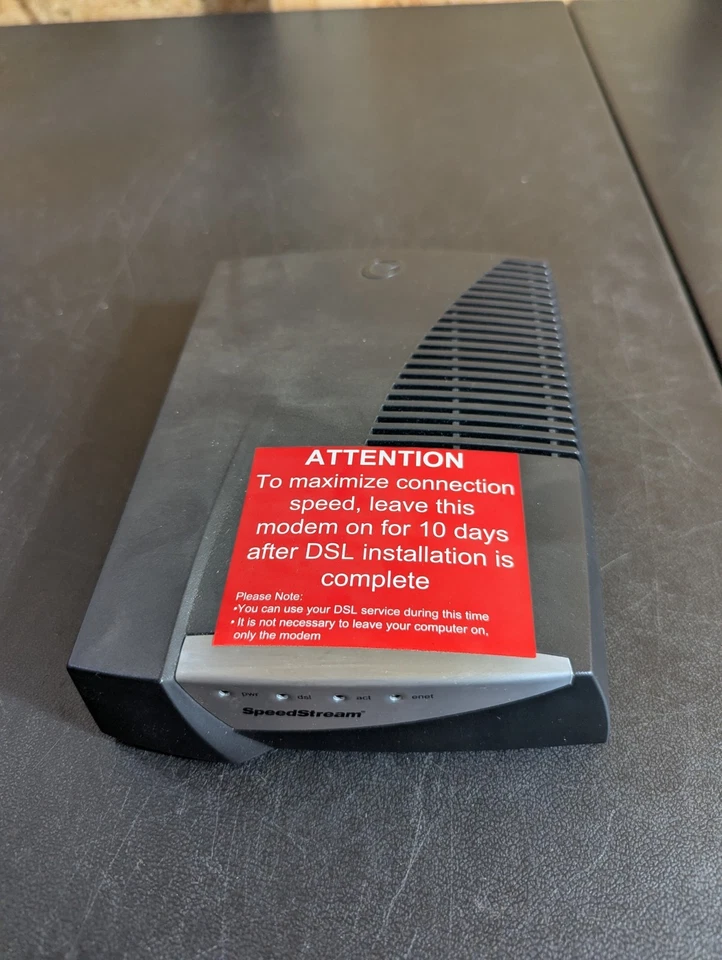 ATTENTION
To maximize connection
speed, leave this
modem on for 10 days
after DSL installation is
complete
Please Note:
•You can use your DSL service during this time
• It is not necessary to leave your computer on,
only the modem
pwr dsl act enet
SpeedStream™